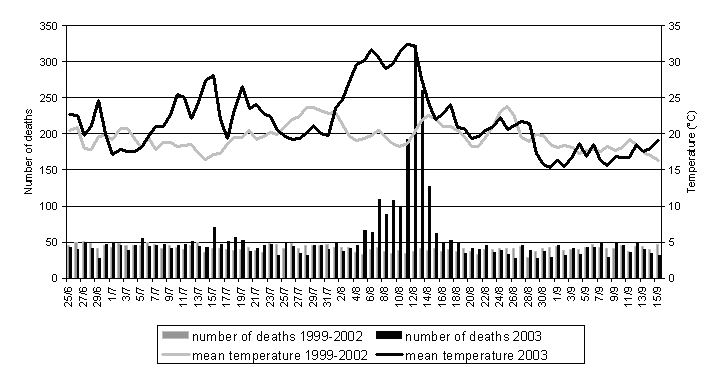 350 35
300 30
250 25
200 20
150 15
100 10
50 5
0 0
Number of deaths
Temperature (°C)
25/6 27/6 29/6 1/7 3/7 5/7 7/7 9/7 11/7 13/7 15/7 17/7 19/7 21/7 23/7 25/7 27/7 29/7 31/7 2/8 4/8 6/8 8/8 10/8 12/8 14/8 16/8 18/8 20/8 22/8 24/8 26/8 28/8 30/8 1/9 3/9 5/9 7/9 9/9 11/9 13/9 15/9
number of deaths 1999-2002 number of deaths 2003
mean temperature 1999-2002 mean temperature 2003